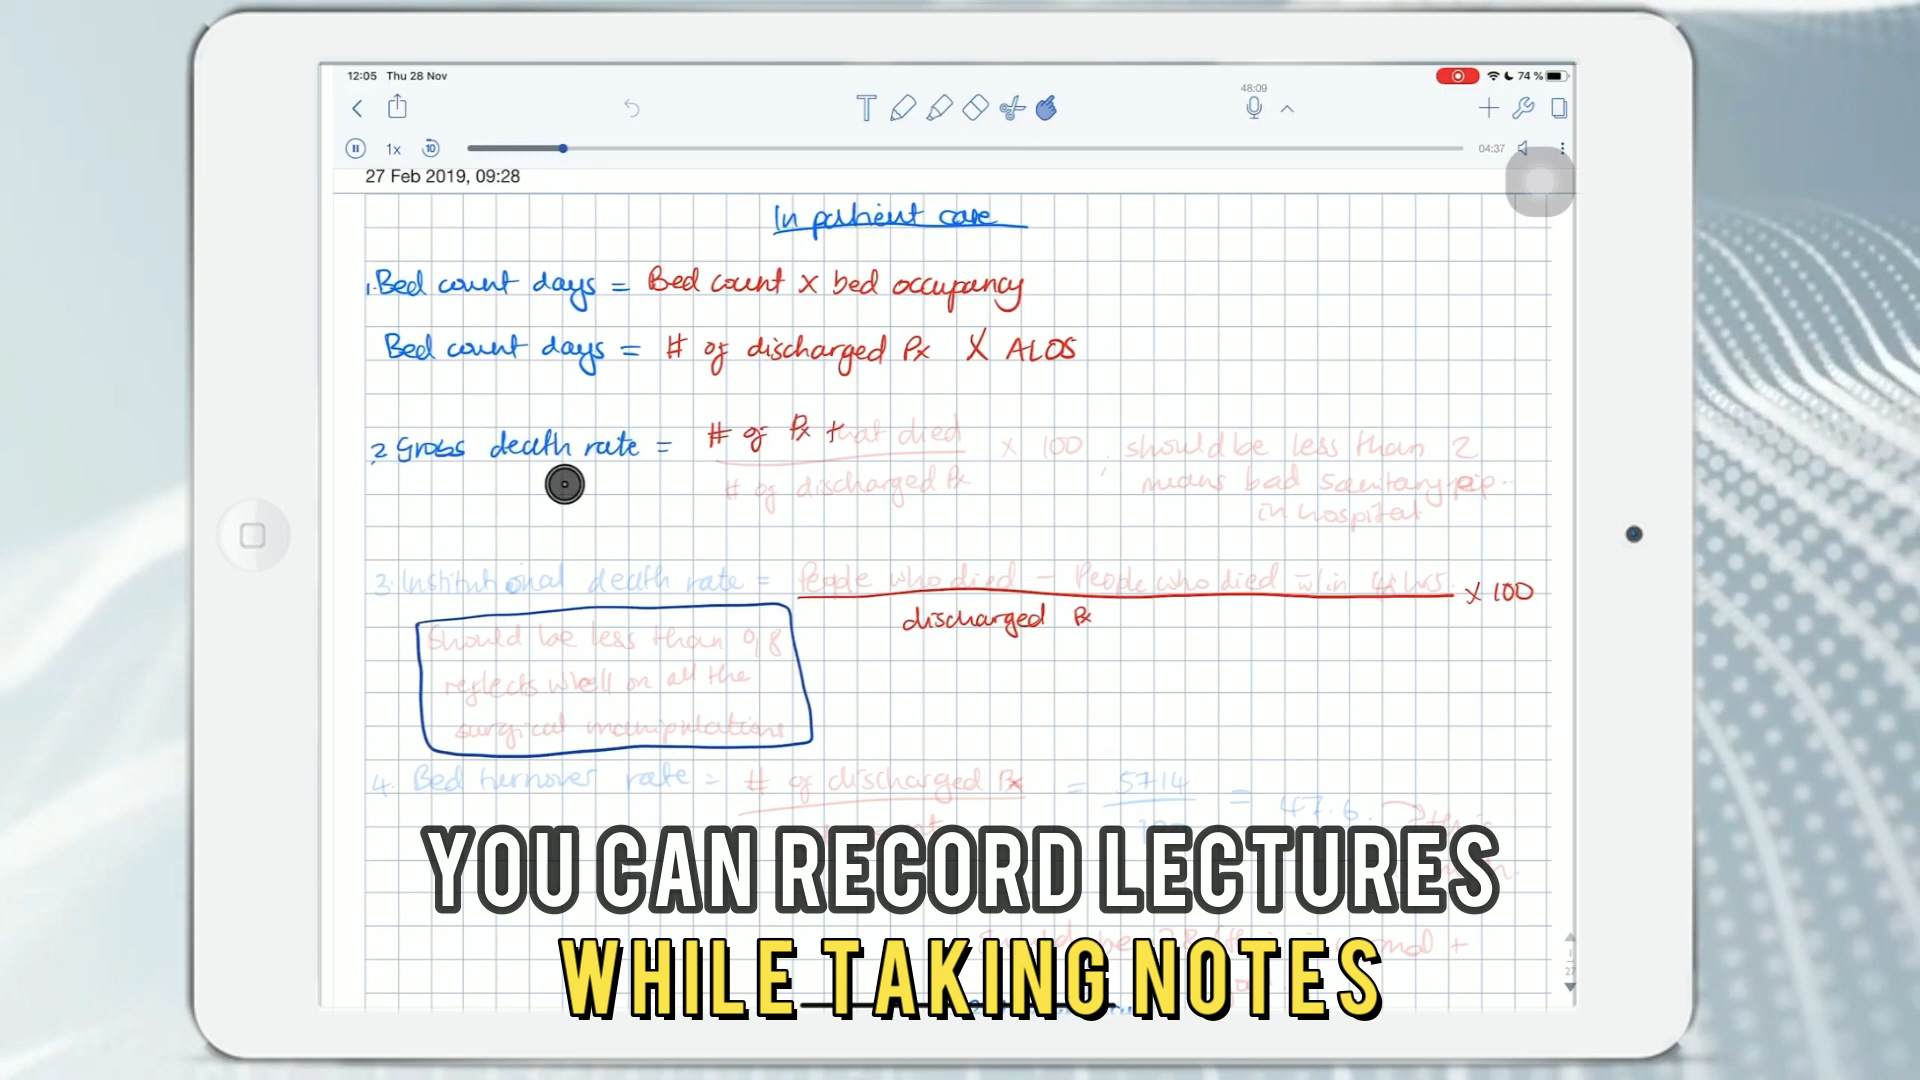 12:05 Thu 28 Nov
74 %
48:09
1x
10
04:37
27 Feb 2019, 09:28
In patient care
1. Bed count days = Bed count x bed occupancy
Bed count days = # of discharged Px X ALOS
2 Gross death rate = # of Px that died x 100, should be less than 2
# of discharged Px means bad sanitary
in hospital
3. Institutional death rate = People who died - People who died w/in 48 hrs. x 100
discharged Px
Should be less than 0,8
reflects well on all the
surgical manipulations
4. Bed turnover rate = # of discharged Px = 5714 = 47.6.
YOU CAN RECORD LECTURES
WHILE TAKING NOTES
27